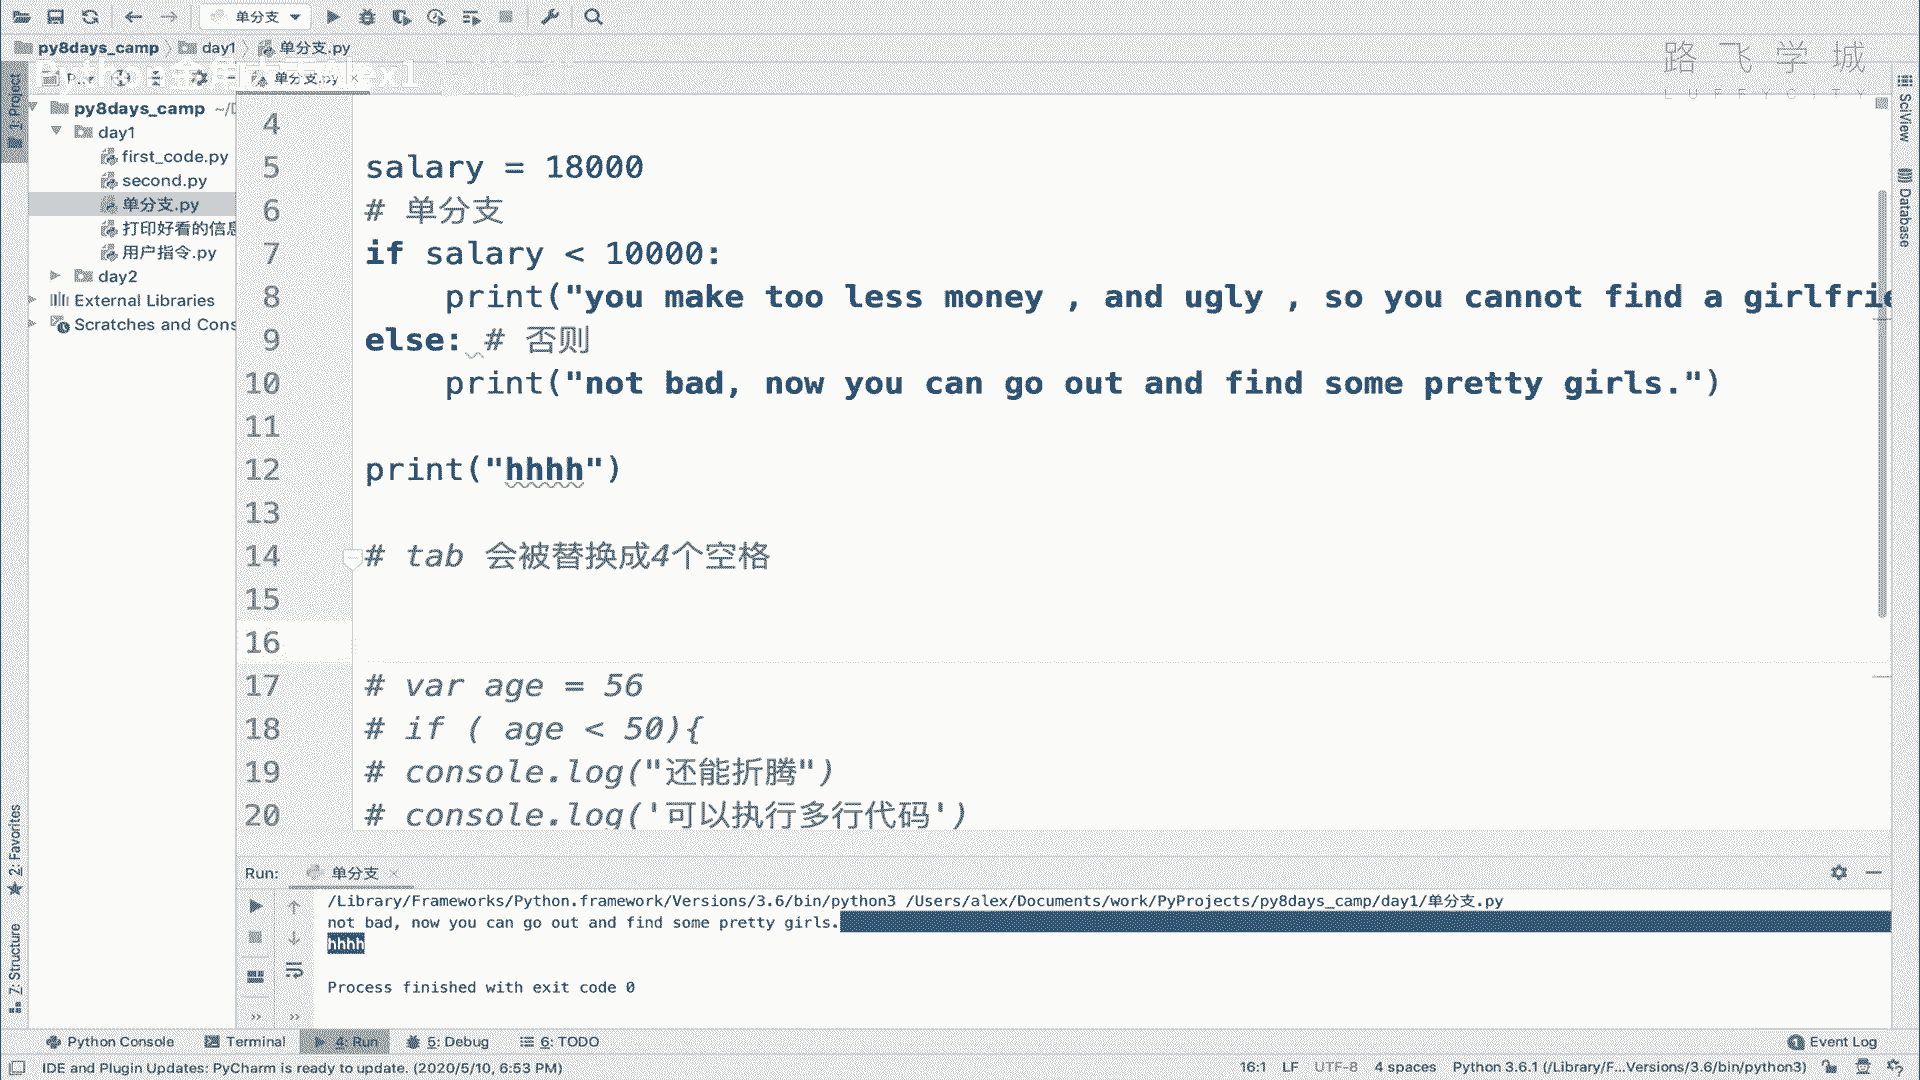 单分支
py8days_camp
day1
单分支.py
路飞学城
LUFFYCITY
单分支.py
1: Project
py8days_camp
day1
first_code.py
second.py
单分支.py
打印好看的信息
用户指令.py
day2
External Libraries
Scratches and Cons
4
5 salary = 18000
6 # 单分支
7 if salary < 10000:
8 print("you make too less money , and ugly , so you cannot find a girlfrie
9 else: # 否则
10 print("not bad, now you can go out and find some pretty girls.")
11
12 print("hhhh")
13
14 # tab 会被替换成4个空格
15
16
17 # var age = 56
18 # if ( age < 50){
19 # console.log("还能折腾")
20 # console.log('可以执行多行代码')
SciView
Database
2: Favorites
7: Structure
Run: 单分支
/Library/Frameworks/Python.framework/Versions/3.6/bin/python3 /Users/alex/Documents/work/PyProjects/py8days_camp/day1/单分支.py
not bad, now you can go out and find some pretty girls.
hhhh
Process finished with exit code 0
Python Console
Terminal
4: Run
5: Debug
6: TODO
Event Log
IDE and Plugin Updates: PyCharm is ready to update. (2020/5/10, 6:53 PM)
16:1 LF UTF-8 4 spaces Python 3.6.1 (/Library/F...Versions/3.6/bin/python3)